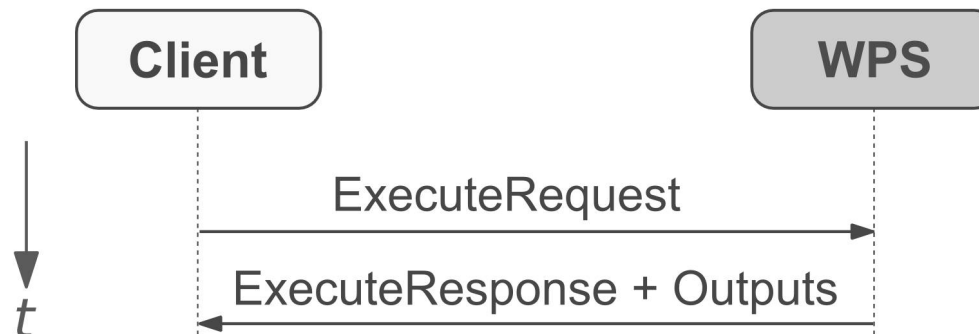 Client
WPS
ExecuteRequest
ExecuteResponse + Outputs
t